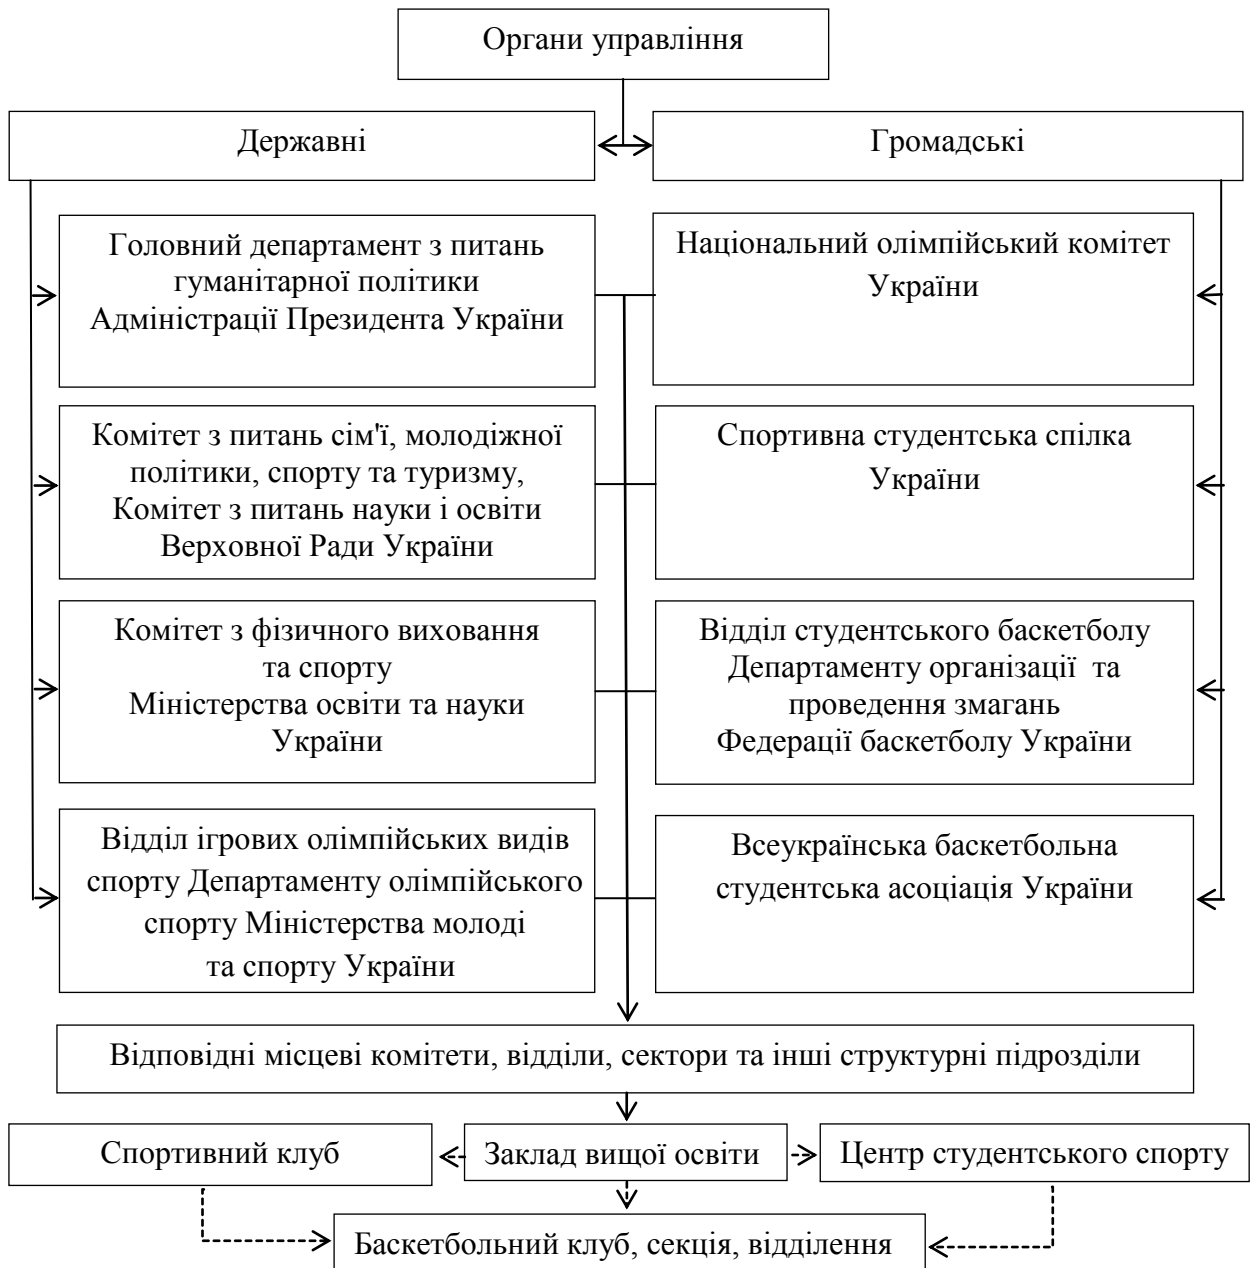 Органи управління
Державні
Громадські
Головний департамент з питань
гуманітарної політики
Адміністрації Президента України
Національний олімпійський комітет
України
Комітет з питань сім'ї, молодіжної
політики, спорту та туризму,
Комітет з питань науки і освіти
Верховної Ради України
Спортивна студентська спілка
України
Комітет з фізичного виховання
та спорту
Міністерства освіти та науки
України
Відділ студентського баскетболу
Департаменту організації та
проведення змагань
Федерації баскетболу України
Відділ ігрових олімпійських видів
спорту Департаменту олімпійського
спорту Міністерства молоді
та спорту України
Всеукраїнська баскетбольна
студентська асоціація України
Відповідні місцеві комітети, відділи, сектори та інші структурні підрозділи
Спортивний клуб
Заклад вищої освіти
Центр студентського спорту
Баскетбольний клуб, секція, відділення